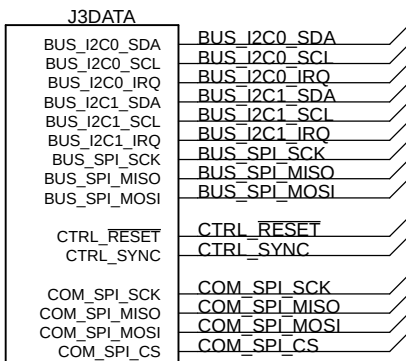 J3DATA
BUS_I2C0_SDA BUS_I2C0_SDA
BUS_I2C0_SCL BUS_I2C0_SCL
BUS_I2C0_IRQ BUS_I2C0_IRQ
BUS_I2C1_SDA BUS_I2C1_SDA
BUS_I2C1_SCL BUS_I2C1_SCL
BUS_I2C1_IRQ BUS_I2C1_IRQ
BUS_SPI_SCK BUS_SPI_SCK
BUS_SPI_MISO BUS_SPI_MISO
BUS_SPI_MOSI BUS_SPI_MOSI
CTRL_RESET CTRL_RESET
CTRL_SYNC CTRL_SYNC
COM_SPI_SCK COM_SPI_SCK
COM_SPI_MISO COM_SPI_MISO
COM_SPI_MOSI COM_SPI_MOSI
COM_SPI_CS COM_SPI_CS